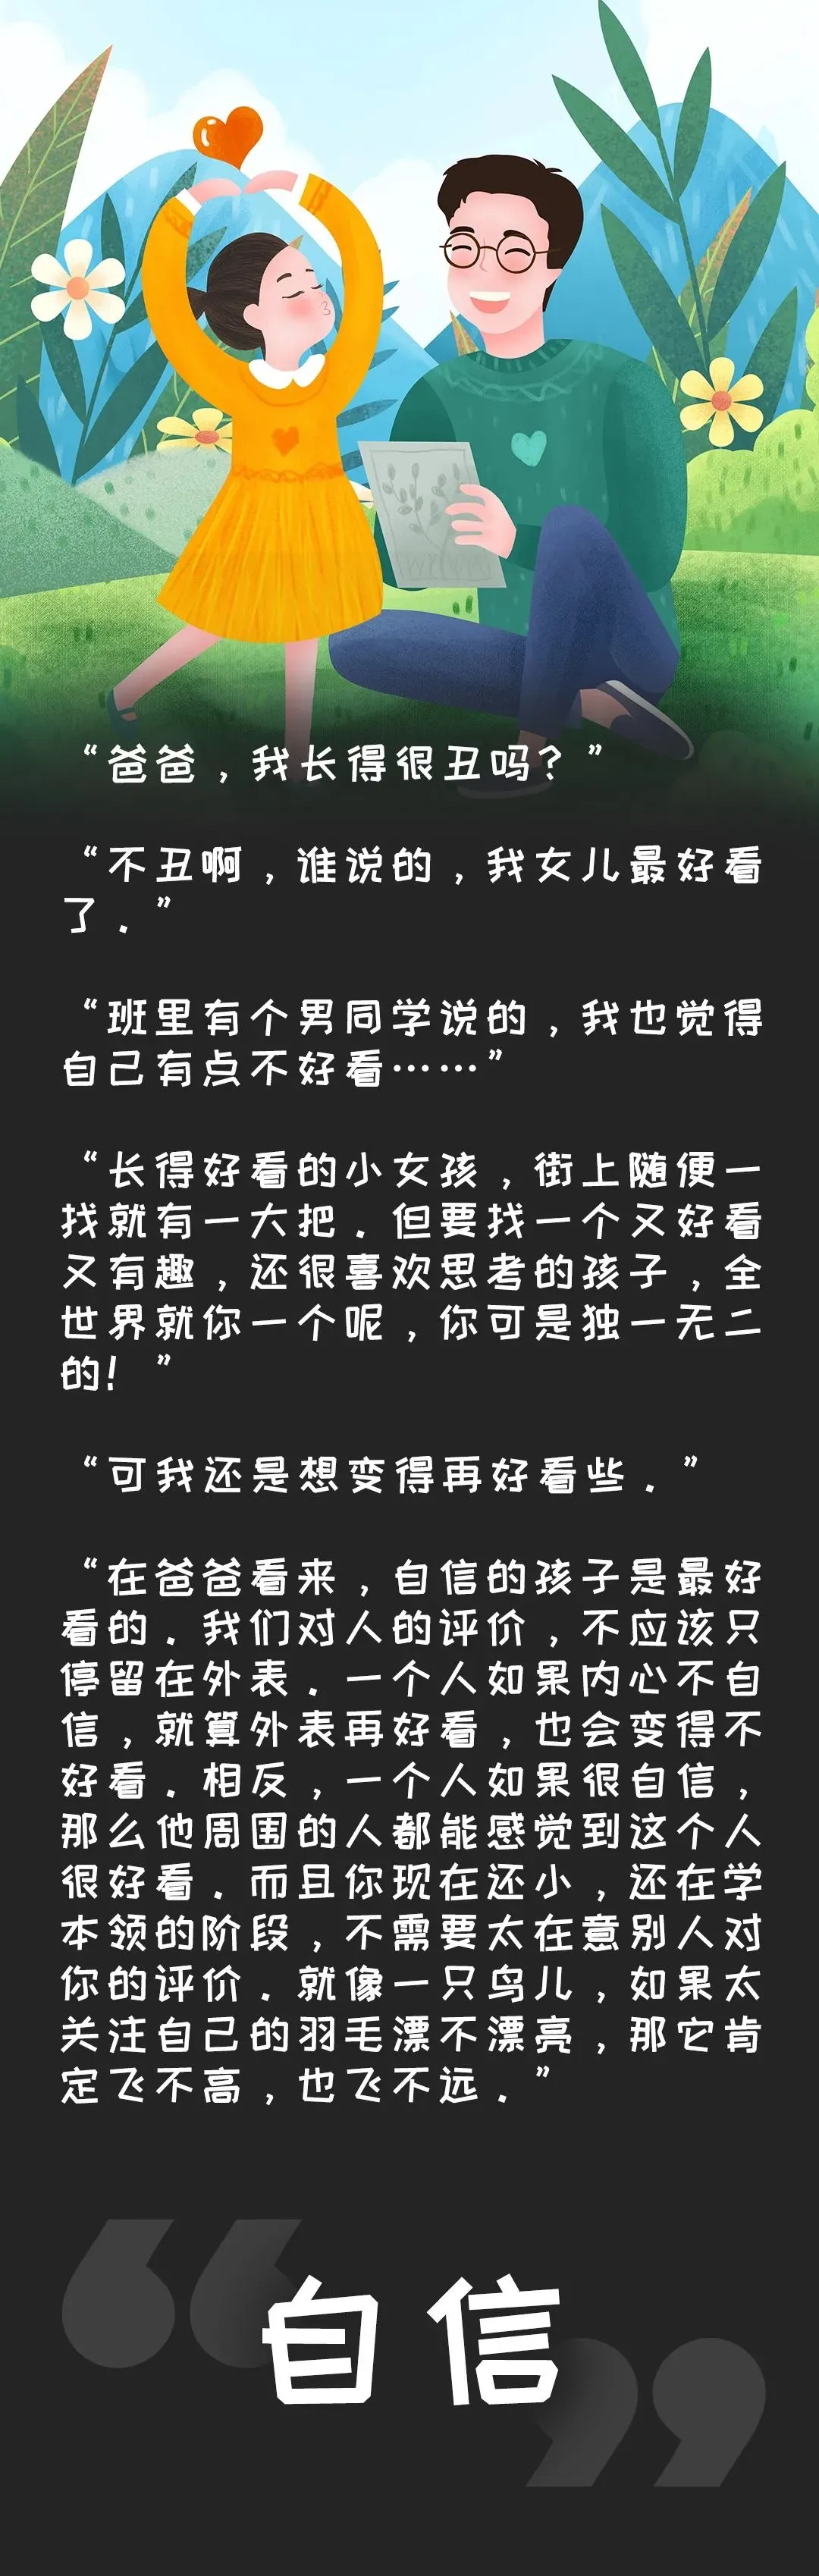 “爸爸，我长得很丑吗？”
“不丑啊，谁说的，我女儿最好看
了．”
“班里有个男同学说的，我也觉得
自己有点不好看……”
“长得好看的小女孩，街上随便一
找就有一大把．但要找一个又好看
又有趣，还很喜欢思考的孩子，全
世界就你一个呢，你可是独一无二
的！”
“可我还是想变得再好看些．”
“在爸爸看来，自信的孩子是最好
看的．我们对人的评价，不应该只
停留在外表．一个人如果内心不自
信，就算外表再好看，也会变得不
好看．相反，一个人如果很自信，
那么他周围的人都能感觉到这个人
很好看．而且你现在还小，还在学
本领的阶段，不需要太在意别人对
你的评价．就像一只鸟儿，如果太
关注自己的羽毛漂不漂亮，那它肯
定飞不高，也飞不远．”
“自信”